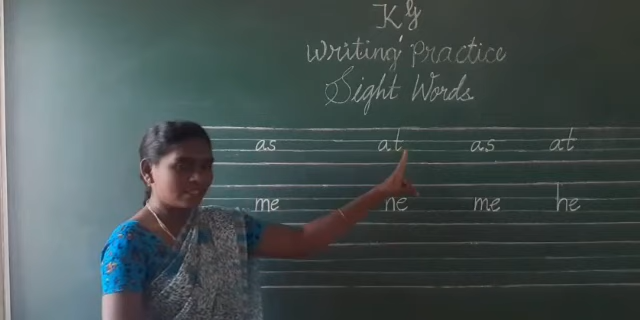 KG
Writing Practice
Sight Words
as at as at
me he me he